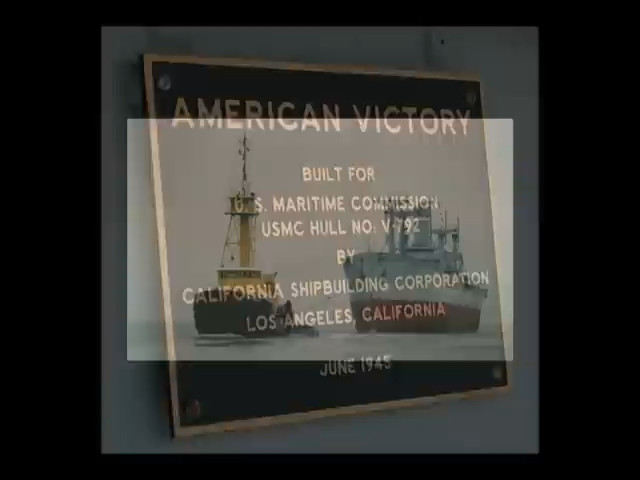 AMERICAN VICTORY
BUILT FOR
U. S. MARITIME COMMISSION
USMC HULL NO. V-792
BY
CALIFORNIA SHIPBUILDING CORPORATION
LOS ANGELES, CALIFORNIA
JUNE 1945